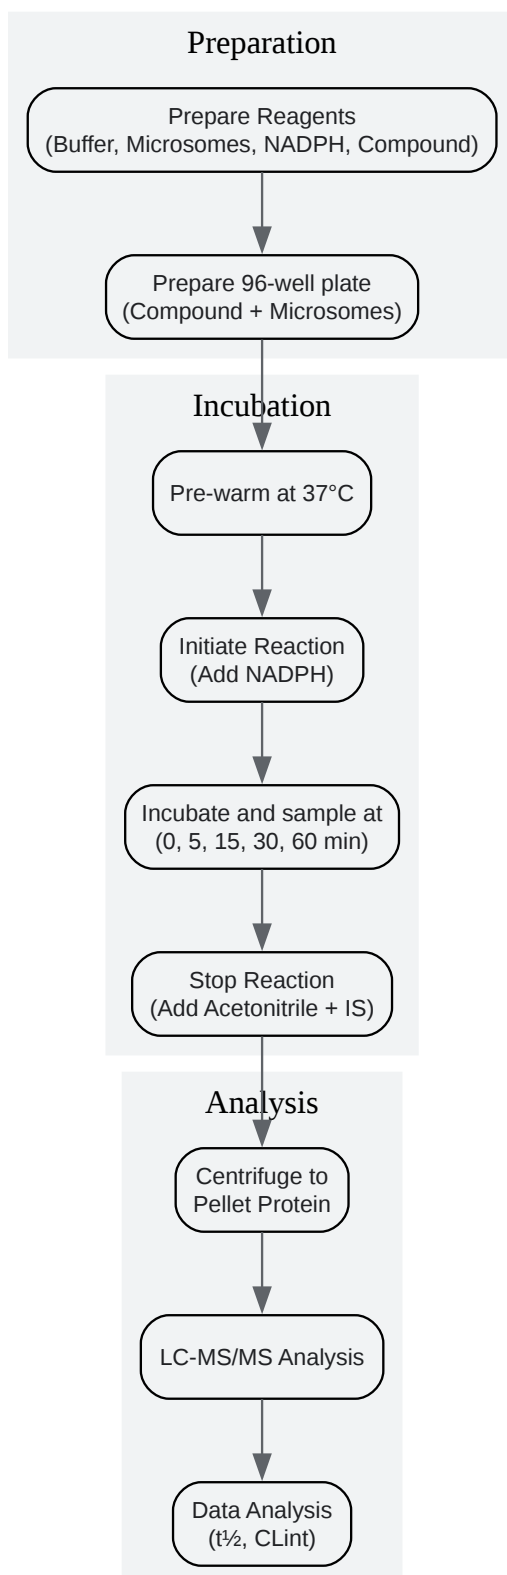 Preparation
Prepare Reagents
(Buffer, Microsomes, NADPH, Compound)
Prepare 96-well plate
(Compound + Microsomes)
Incubation
Pre-warm at 37°C
Initiate Reaction
(Add NADPH)
Incubate and sample at
(0, 5, 15, 30, 60 min)
Stop Reaction
(Add Acetonitrile + IS)
Analysis
Centrifuge to
Pellet Protein
LC-MS/MS Analysis
Data Analysis
(t½, CLint)